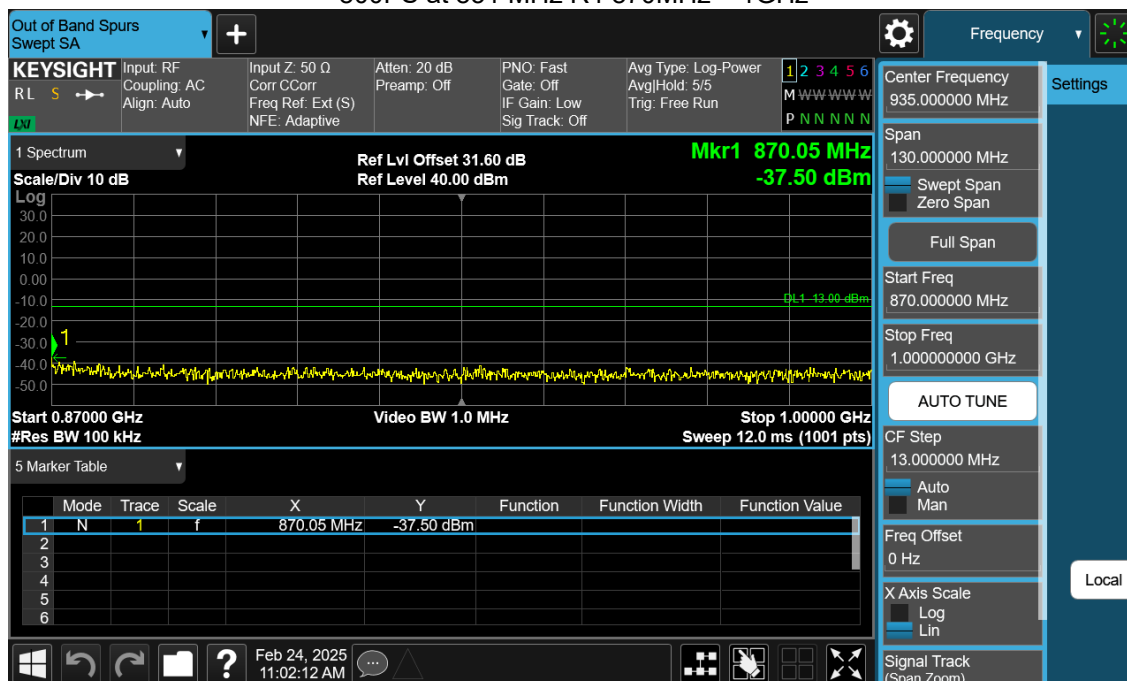 Out of Band Spurs
Swept SA
Frequency
KEYSIGHT
RL S
LXI
Input: RF
Coupling: AC
Align: Auto
Input Z: 50 Ω
Corr CCorr
Freq Ref: Ext (S)
NFE: Adaptive
Atten: 20 dB
Preamp: Off
PNO: Fast
Gate: Off
IF Gain: Low
Sig Track: Off
Avg Type: Log-Power
Avg|Hold: 5/5
Trig: Free Run
1 2 3 4 5 6
M W W W W W
P N N N N N
1 Spectrum
Scale/Div 10 dB
Ref Lvl Offset 31.60 dB
Ref Level 40.00 dBm
Mkr1 870.05 MHz
-37.50 dBm
Log
30.0
20.0
10.0
0.00
-10.0
-20.0
-30.0
-40.0
-50.0
DL1 -13.00 dBm
1
Start 0.87000 GHz
#Res BW 100 kHz
Video BW 1.0 MHz
Stop 1.00000 GHz
Sweep 12.0 ms (1001 pts)
5 Marker Table
Mode Trace Scale X Y Function Function Width Function Value
1 N 1 f 870.05 MHz -37.50 dBm
2
3
4
5
6
Feb 24, 2025
11:02:12 AM
Center Frequency
935.000000 MHz
Span
130.000000 MHz
Swept Span
Zero Span
Full Span
Start Freq
870.000000 MHz
Stop Freq
1.000000000 GHz
AUTO TUNE
CF Step
13.000000 MHz
Auto
Man
Freq Offset
0 Hz
X Axis Scale
Log
Lin
Signal Track
(Span Zoom)
Settings
Local